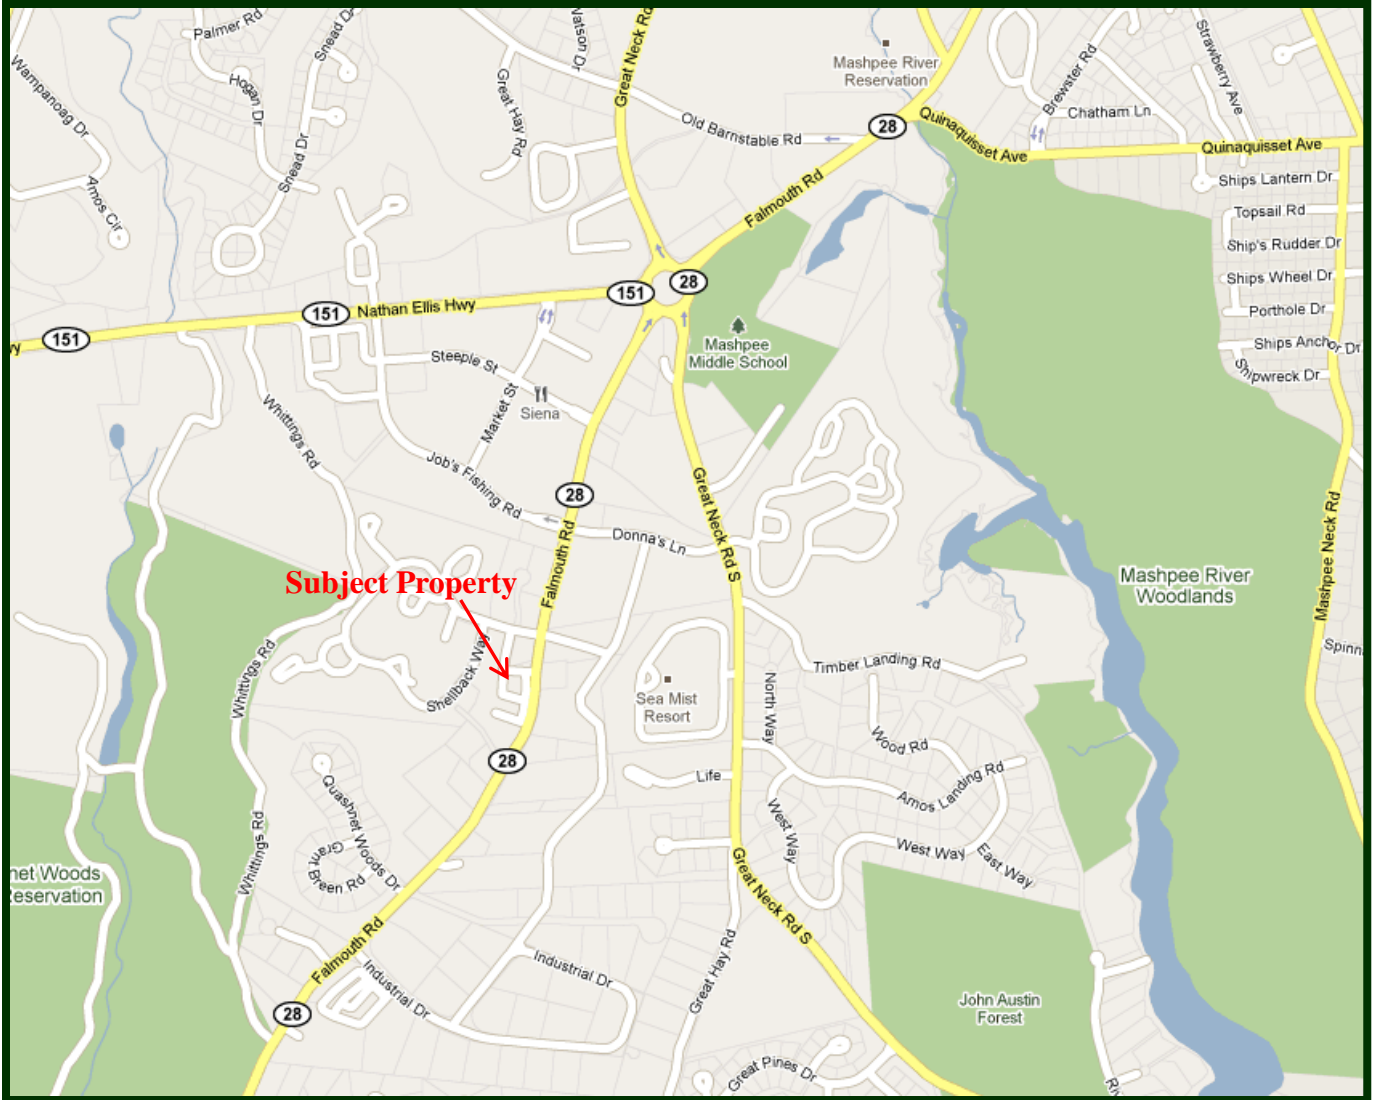 Palmer Rd
Snead Dr
Watson Dr
Great Neck Rd
Mashpee River
Reservation
Strawberry Ave
Brewster Rd
Wampanoag Dr
Hogan Dr
Great Hay Rd
Chatham Ln
Old Barnstable Rd
28
Quinaquisset Ave
Quinaquisset Ave
Snead Dr
Amos Cir
Falmouth Rd
Ships Lantern Dr
Topsail Rd
Ship's Rudder Dr
Ships Wheel Dr
151
28
151
Nathan Ellis Hwy
Porthole Dr
151
wy
Mashpee
Middle School
Ships Anchor Dr
Steeple St
Shipwreck Dr
Siena
Market St
Whittings Rd
Job's Fishing Rd
28
Great Neck Rd S
Donna's Ln
Mashpee Neck Rd
Falmouth Rd
Subject Property
Mashpee River
Woodlands
Whittings Rd
Shellback Way
Timber Landing Rd
Spinn
Sea Mist
Resort
North Way
Wood Rd
28
Life
Amos Landing Rd
Quashnet Woods Dr
West Way
Whittings Rd
Grant
Breen Rd
West Way
East Way
net Woods
Reservation
Great Neck Rd S
Falmouth Rd
Industrial Dr
Industrial Dr
Great Hay Rd
28
John Austin
Forest
Great Pines Dr
Riv